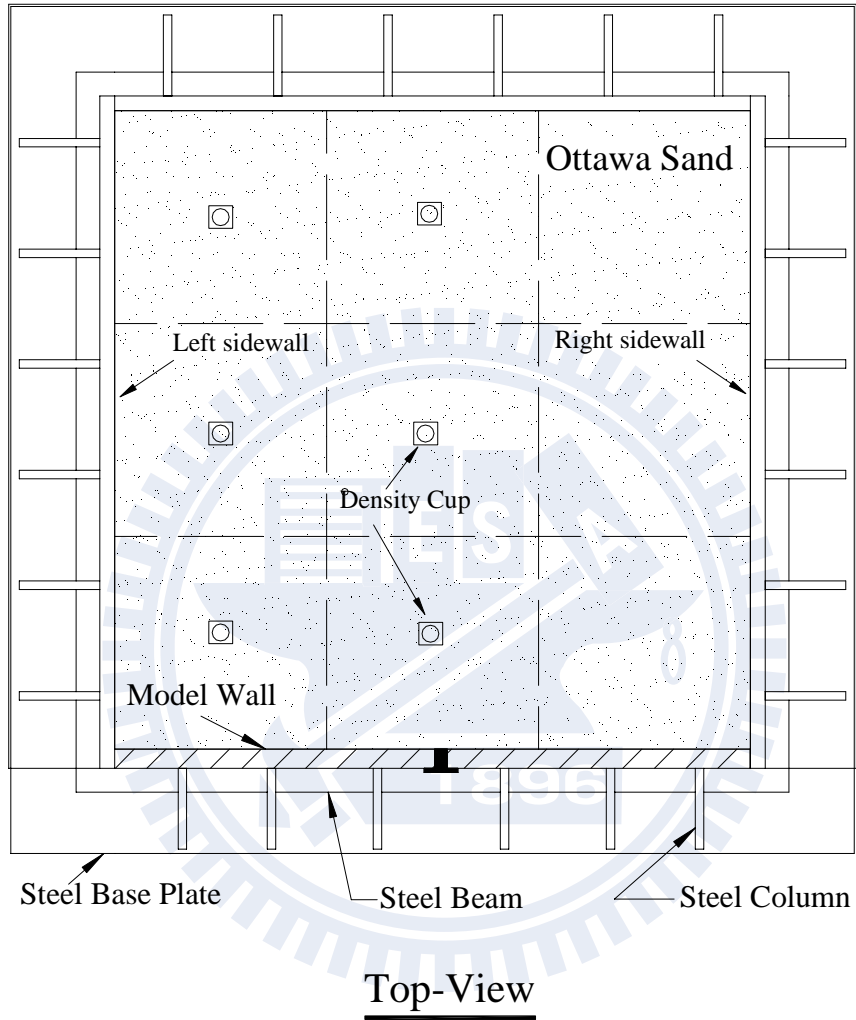 Ottawa Sand
Left sidewall
Right sidewall
Density Cup
ESA
Model Wall
1896
Steel Base Plate
Steel Beam
Steel Column
Top-View